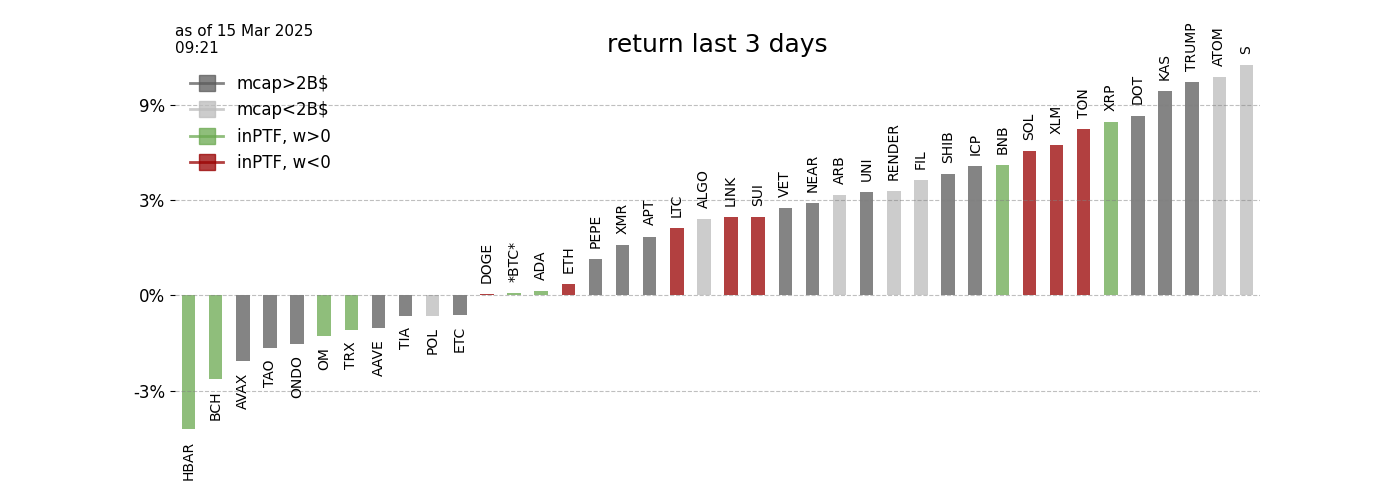 as of 15 Mar 2025
09:21
return last 3 days
mcap>2B$
mcap<2B$
inPTF, w>0
inPTF, w<0
9%
3%
0%
-3%
HBAR
BCH
AVAX
TAO
ONDO
OM
TRX
AAVE
TIA
POL
ETC
DOGE
*BTC*
ADA
ETH
PEPE
XMR
APT
LTC
ALGO
LINK
SUI
VET
NEAR
ARB
UNI
RENDER
FIL
SHIB
ICP
BNB
SOL
XLM
TON
XRP
DOT
KAS
TRUMP
ATOM
S